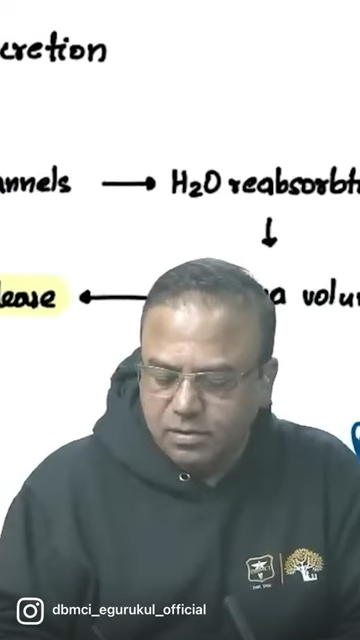 cretion
annels → H₂O reabsorbt
↓
lease ← a volu
dbmci_egurukul_official